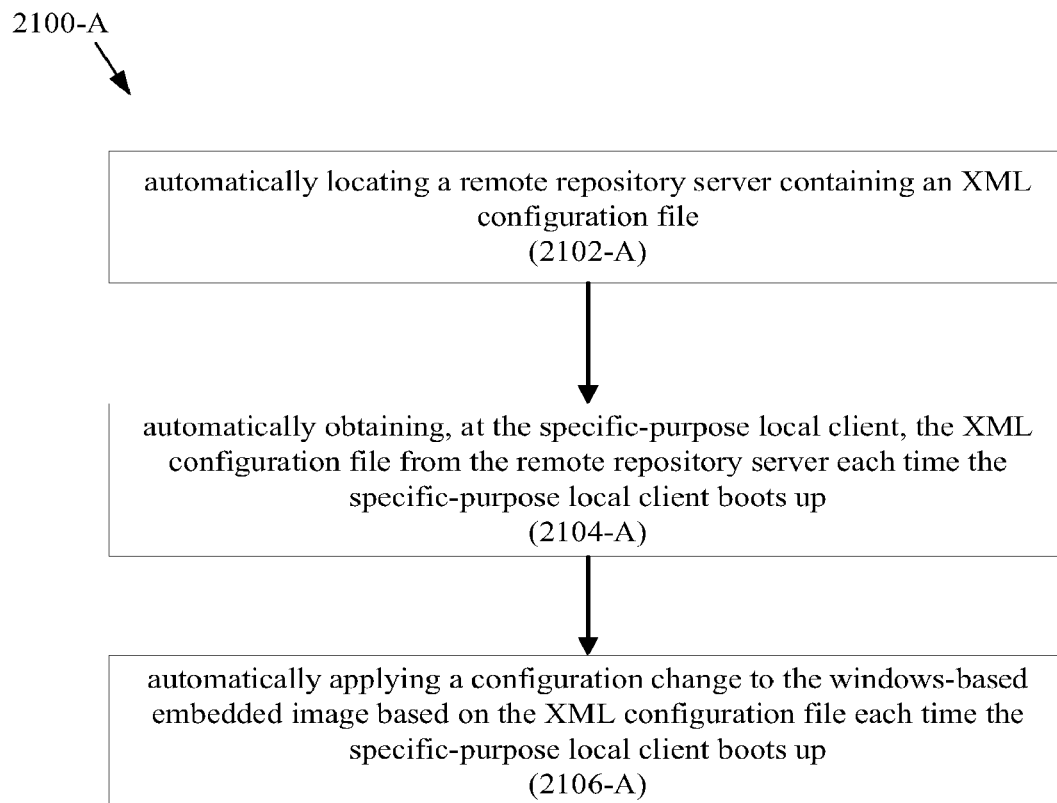 2100-A
automatically locating a remote repository server containing an XML
configuration file
(2102-A)
automatically obtaining, at the specific-purpose local client, the XML
configuration file from the remote repository server each time the
specific-purpose local client boots up
(2104-A)
automatically applying a configuration change to the windows-based
embedded image based on the XML configuration file each time the
specific-purpose local client boots up
(2106-A)